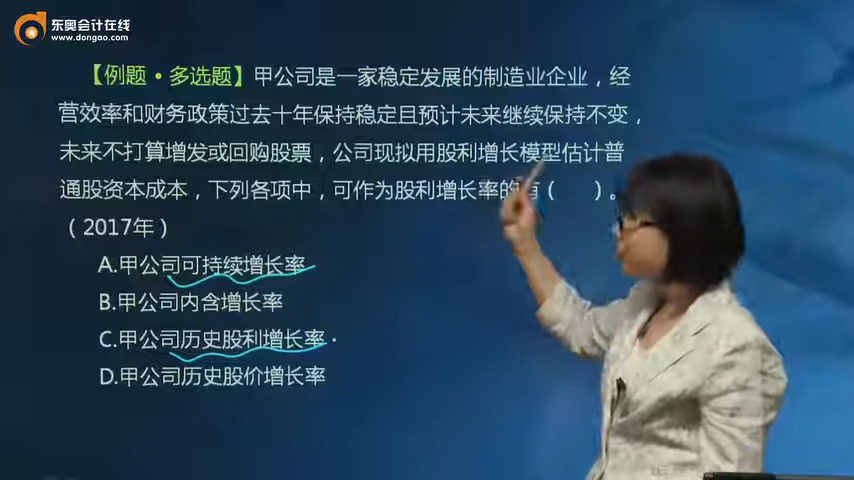 东奥会计在线
www.dongao.com
【例题•多选题】甲公司是一家稳定发展的制造业企业，经
营效率和财务政策过去十年保持稳定且预计未来继续保持不变，
未来不打算增发或回购股票，公司现拟用股利增长模型估计普
通股资本成本，下列各项中，可作为股利增长率的有（　　）。
（2017年）
A.甲公司可持续增长率
B.甲公司内含增长率
C.甲公司历史股利增长率
D.甲公司历史股价增长率